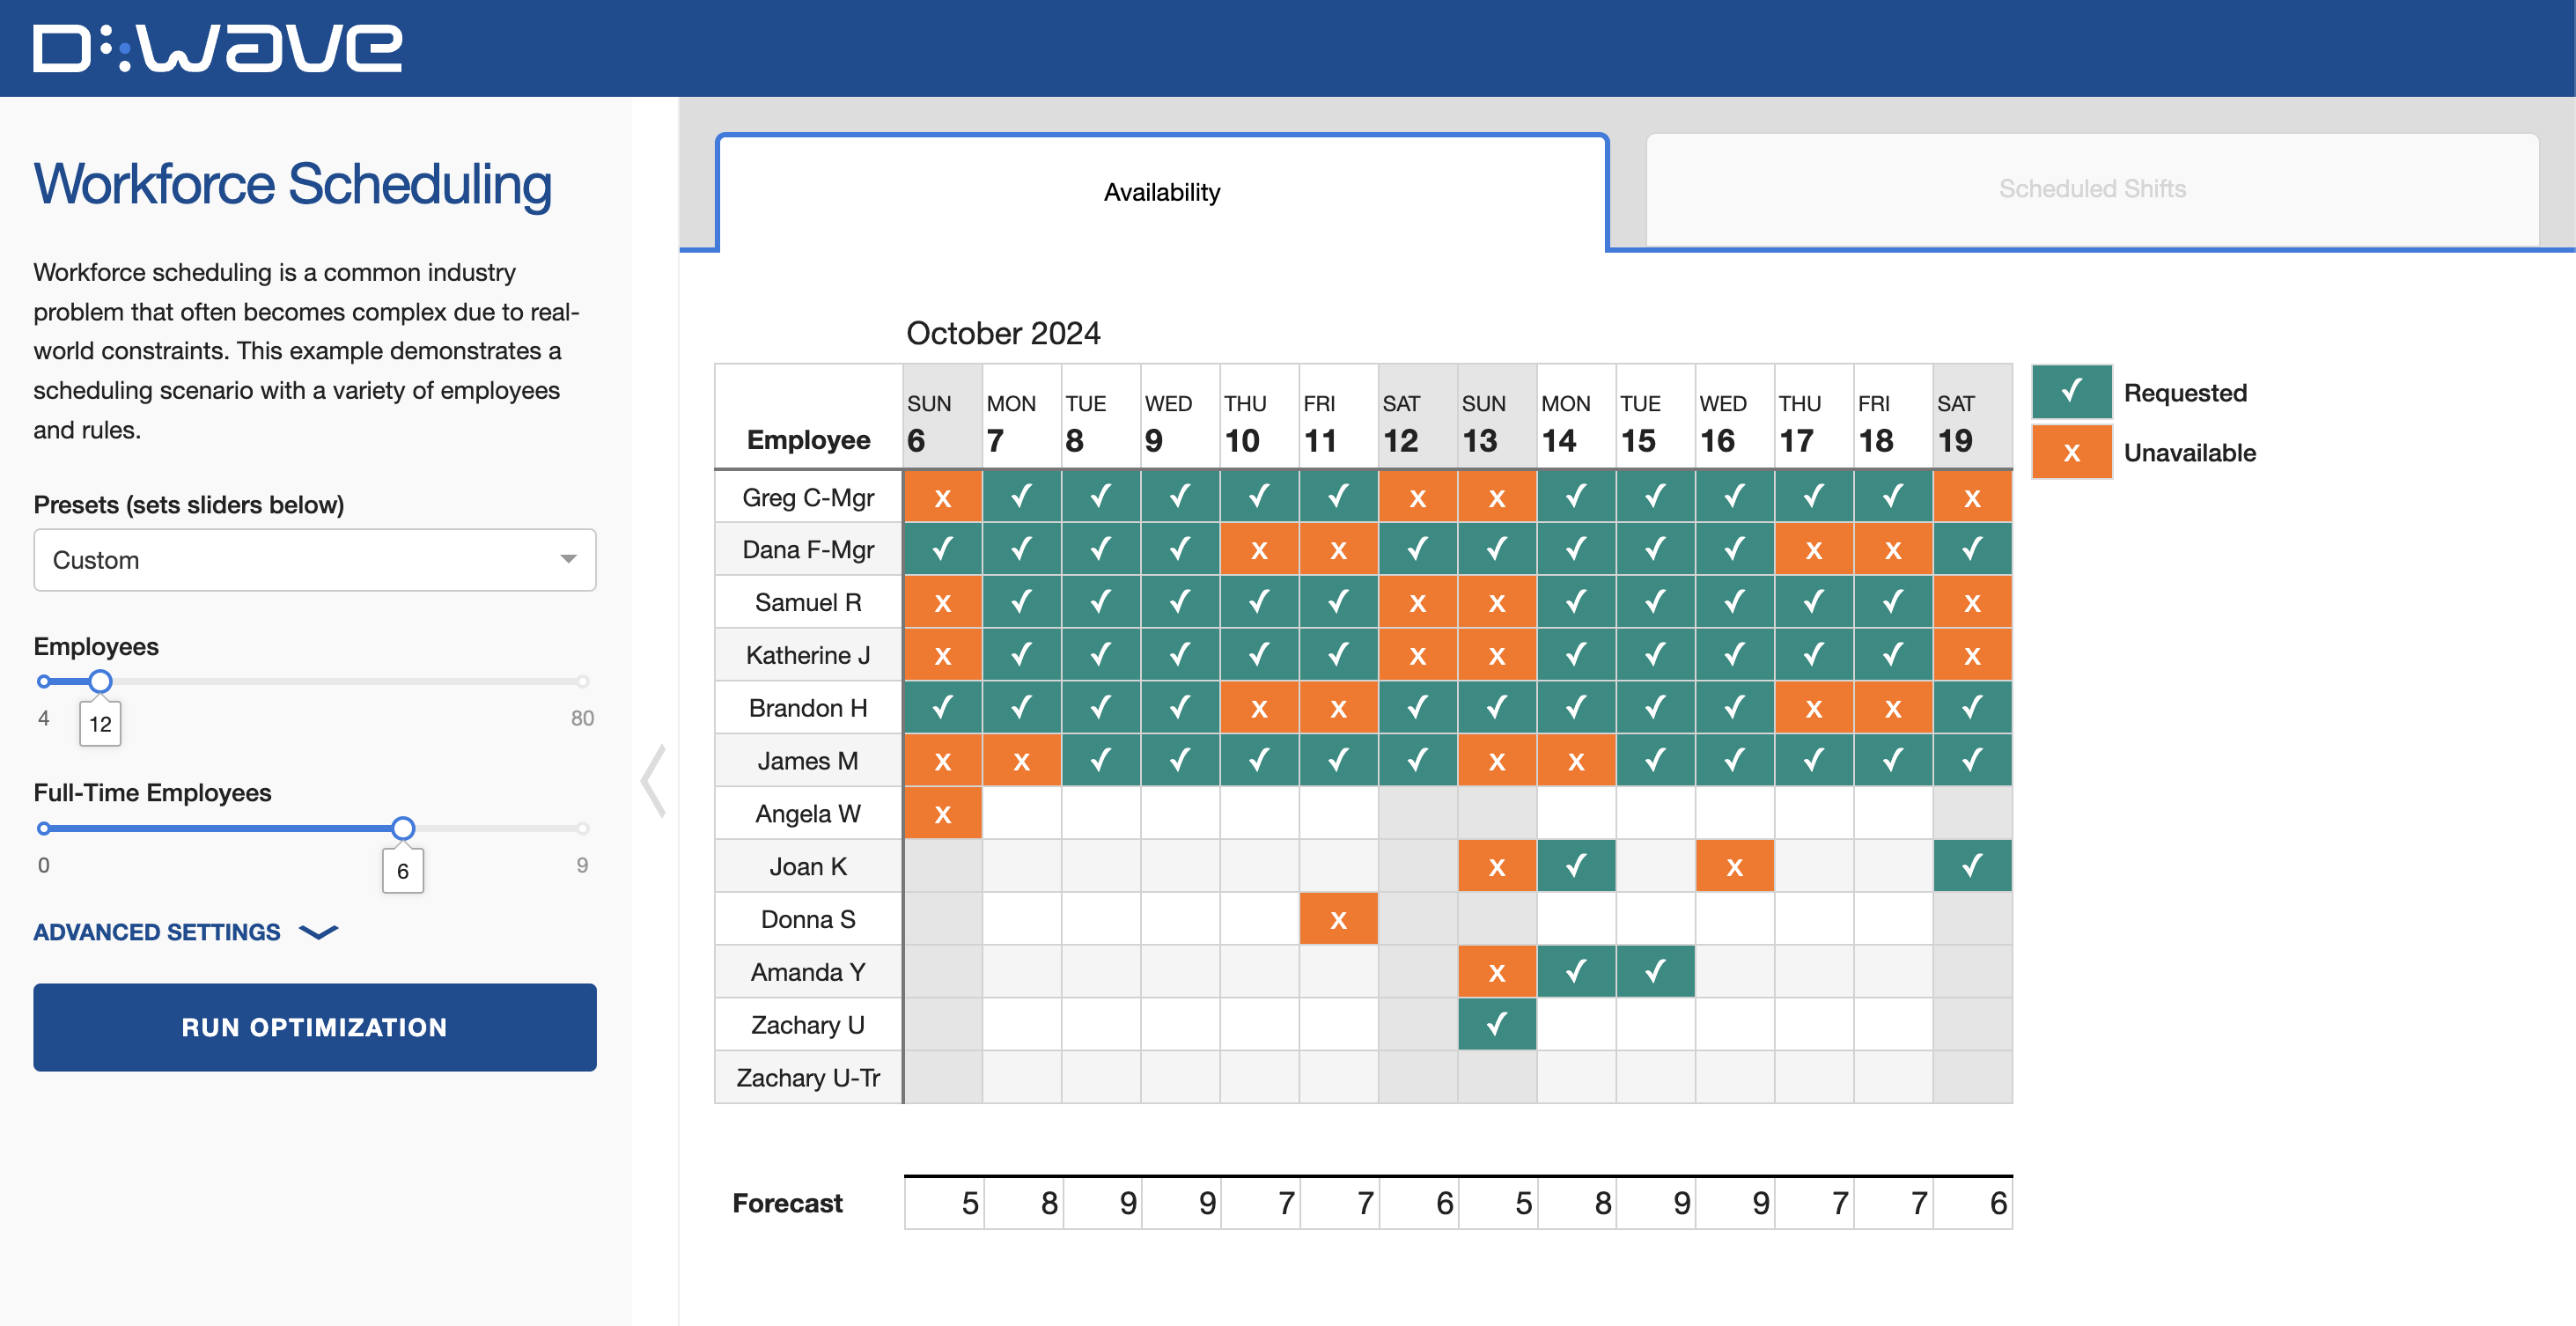 D:Wave
Workforce Scheduling
Workforce scheduling is a common industry
problem that often becomes complex due to real-
world constraints. This example demonstrates a
scheduling scenario with a variety of employees
and rules.
Presets (sets sliders below)
Custom
Employees
4 12 80
Full-Time Employees
0 6 9
ADVANCED SETTINGS
RUN OPTIMIZATION
Availability
Scheduled Shifts
October 2024
SUN MON TUE WED THU FRI SAT SUN MON TUE WED THU FRI SAT
Employee 6 7 8 9 10 11 12 13 14 15 16 17 18 19
Greg C-Mgr x ✓ ✓ ✓ ✓ ✓ x x ✓ ✓ ✓ ✓ ✓ x
Dana F-Mgr ✓ ✓ ✓ ✓ x x ✓ ✓ ✓ ✓ ✓ x x ✓
Samuel R x ✓ ✓ ✓ ✓ ✓ x x ✓ ✓ ✓ ✓ ✓ x
Katherine J x ✓ ✓ ✓ ✓ ✓ x x ✓ ✓ ✓ ✓ ✓ x
Brandon H ✓ ✓ ✓ ✓ x x ✓ ✓ ✓ ✓ ✓ x x ✓
James M x x ✓ ✓ ✓ ✓ ✓ x x ✓ ✓ ✓ ✓ ✓
Angela W x
Joan K x ✓ x ✓
Donna S x
Amanda Y x ✓ ✓
Zachary U ✓
Zachary U-Tr
Forecast 5 8 9 9 7 7 6 5 8 9 9 7 7 6
✓ Requested
x Unavailable